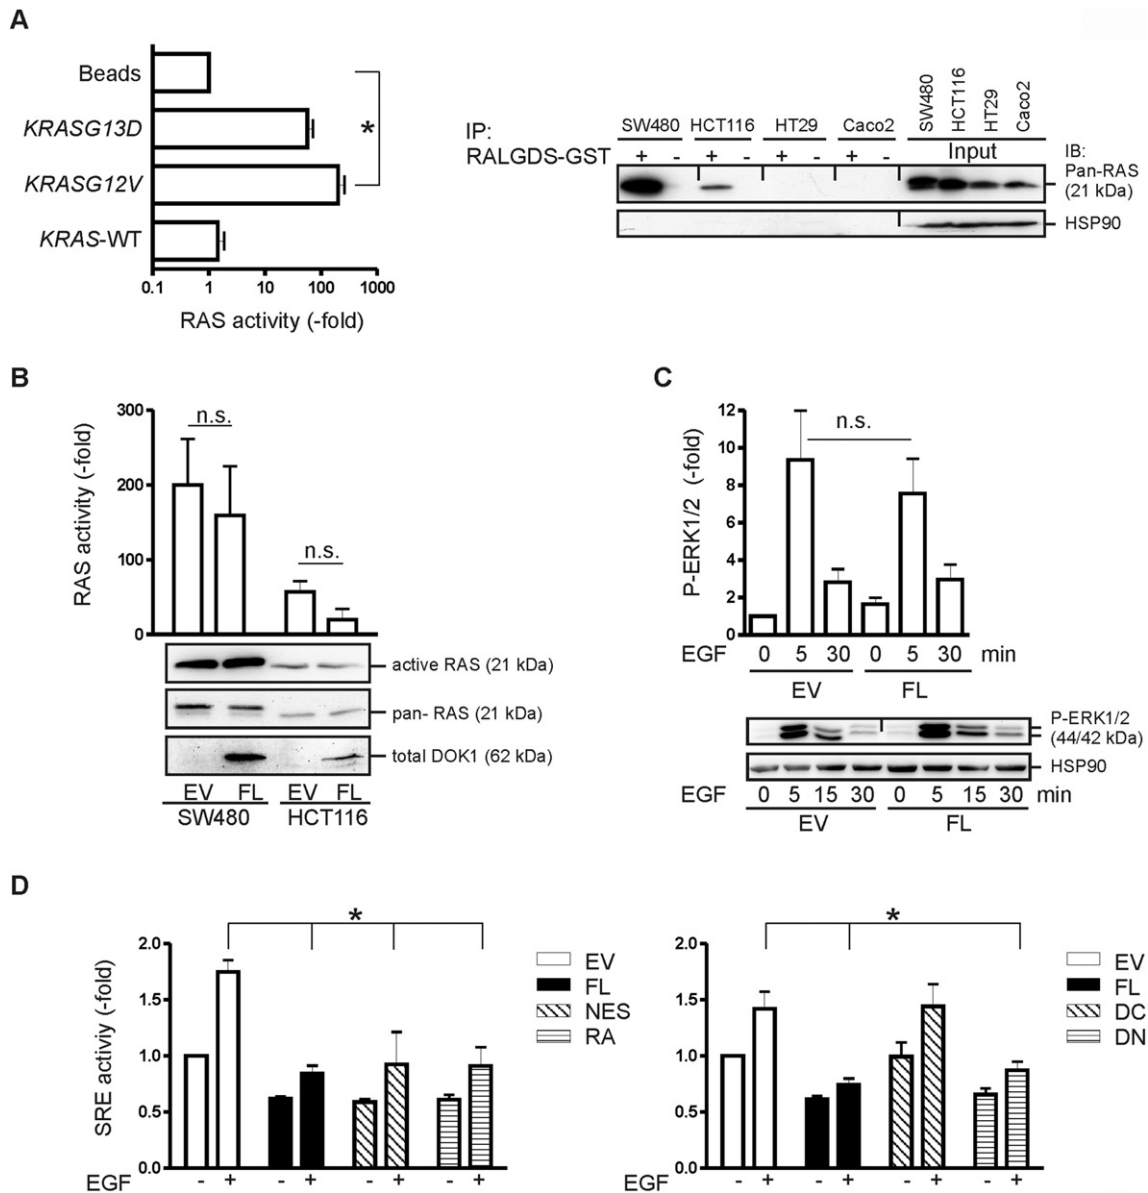 A
Beads
KRASG13D
KRASG12V
KRAS-WT
*
0.1 1 10 100 1000
RAS activity (-fold)
SW480 HCT116 HT29 Caco2
IP:
SW480 HCT116 HT29 Caco2
RALGDS-GST + - + - + - + -
Input
IB:
Pan-RAS
(21 kDa)
HSP90
B
RAS activity (-fold)
300
200
100
0
n.s.
n.s.
active RAS (21 kDa)
pan- RAS (21 kDa)
total DOK1 (62 kDa)
EV FL EV FL
SW480 HCT116
C
P-ERK1/2 (-fold)
12
10
8
6
4
2
0
n.s.
EGF 0 5 30 0 5 30 min
EV FL
P-ERK1/2
(44/42 kDa)
HSP90
EGF 0 5 15 30 0 5 15 30 min
EV FL
D
SRE activiy (-fold)
2.0
1.5
1.0
0.5
0.0
*
EV
FL
NES
RA
EGF - + - + - + - +
2.0
1.5
1.0
0.5
0.0
*
EV
FL
DC
DN
EGF - + - + - + - +